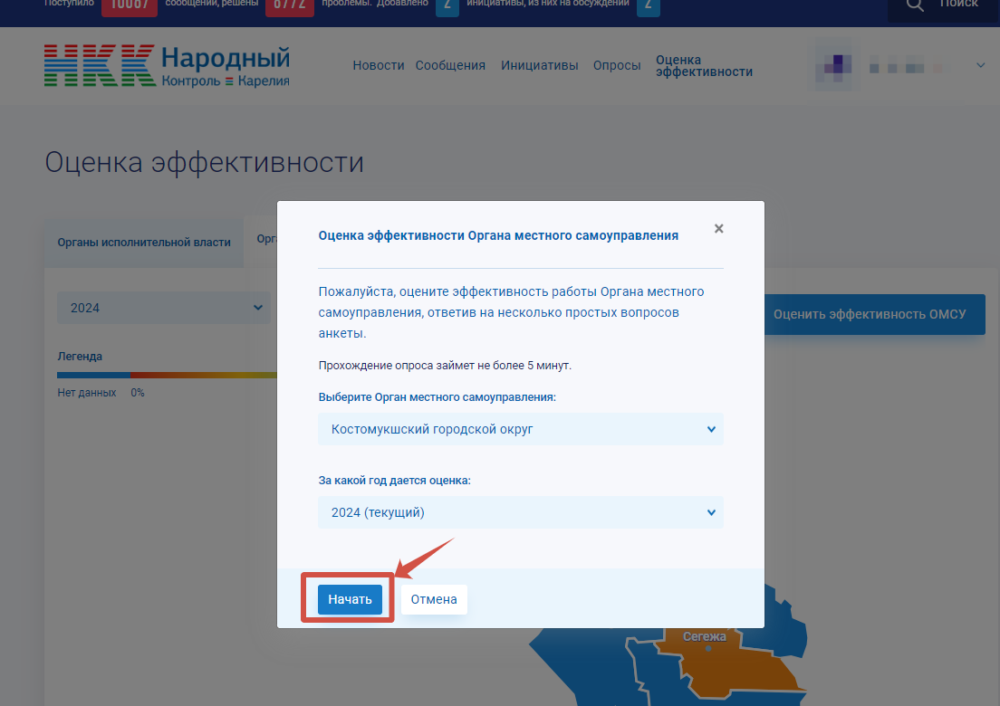 Поступило 10087 сообщений, решены 6772 проблемы. Добавлено 2 инициативы, из них на обсуждении 2
Поиск
НКК Народный
Контроль Карелия
Новости Сообщения Инициативы Опросы Оценка
эффективности
Оценка эффективности
Органы исполнительной власти
2024
Оценить эффективность ОМСУ
Легенда
Нет данных 0%
Оценка эффективности Органа местного самоуправления
×
Пожалуйста, оцените эффективность работы Органа местного
самоуправления, ответив на несколько простых вопросов
анкеты.
Прохождение опроса займет не более 5 минут.
Выберите Орган местного самоуправления:
Костомукшский городской округ
За какой год дается оценка:
2024 (текущий)
Начать Отмена
Сегежа